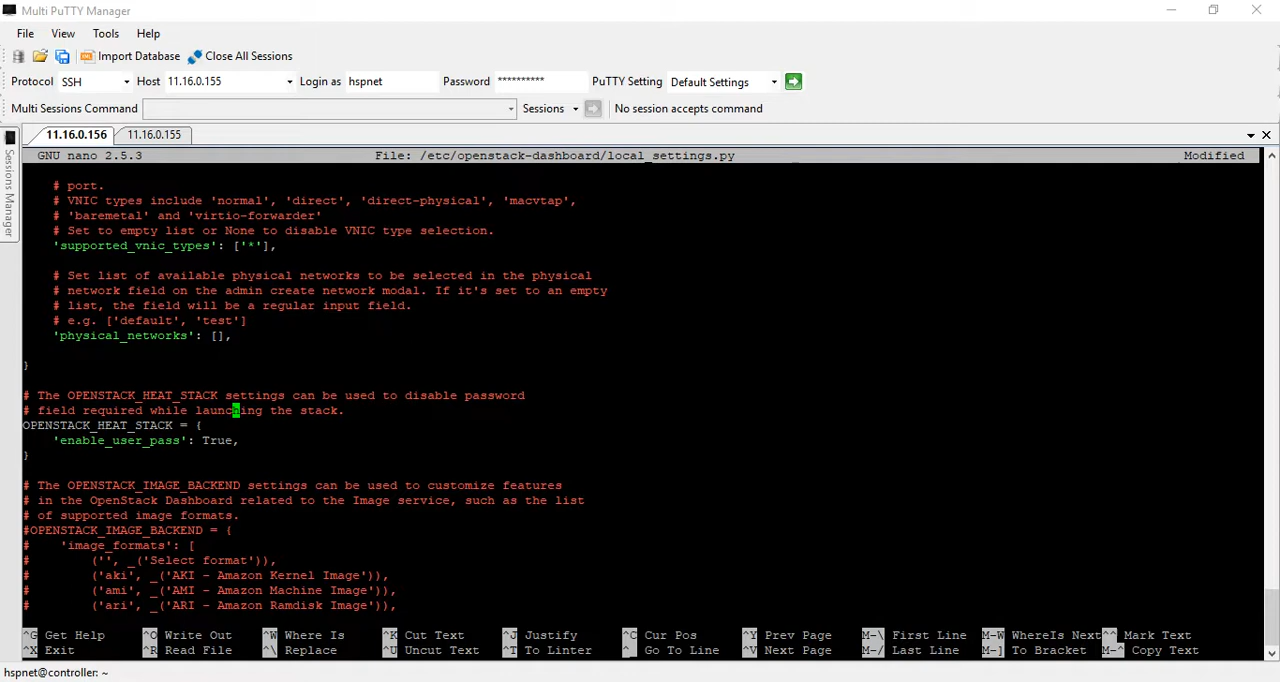 Multi PuTTY Manager
File View Tools Help
Import Database Close All Sessions
Protocol SSH Host 11.16.0.155 Login as hspnet Password ********** PuTTY Setting Default Settings
Multi Sessions Command Sessions No session accepts command
11.16.0.156 11.16.0.155
Sessions Manager
GNU nano 2.5.3 File: /etc/openstack-dashboard/local_settings.py Modified
# port.
# VNIC types include 'normal', 'direct', 'direct-physical', 'macvtap',
# 'baremetal' and 'virtio-forwarder'
# Set to empty list or None to disable VNIC type selection.
'supported_vnic_types': ['*'],
# Set list of available physical networks to be selected in the physical
# network field on the admin create network modal. If it's set to an empty
# list, the field will be a regular input field.
# e.g. ['default', 'test']
'physical_networks': [],
}
# The OPENSTACK_HEAT_STACK settings can be used to disable password
# field required while launching the stack.
OPENSTACK_HEAT_STACK = {
'enable_user_pass': True,
}
# The OPENSTACK_IMAGE_BACKEND settings can be used to customize features
# in the OpenStack Dashboard related to the Image service, such as the list
# of supported image formats.
#OPENSTACK_IMAGE_BACKEND = {
# 'image_formats': [
# ('', _('Select format')),
# ('aki', _('AKI - Amazon Kernel Image')),
# ('ami', _('AMI - Amazon Machine Image')),
# ('ari', _('ARI - Amazon Ramdisk Image')),
^G Get Help ^O Write Out ^W Where Is ^K Cut Text ^J Justify ^C Cur Pos ^Y Prev Page M-\ First Line M-W WhereIs Next ^^ Mark Text
^X Exit ^R Read File ^\ Replace ^U Uncut Text ^T To Linter ^_ Go To Line ^V Next Page M-/ Last Line M-] To Bracket M-^ Copy Text
hspnet@controller: ~